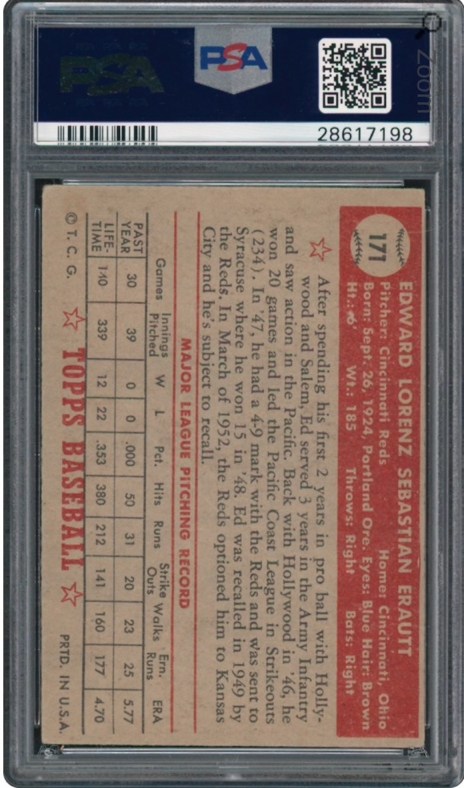 PSA
PSA
28617198
Zoom
171
EDWARD LORENZ SEBASTIAN ERAUTT
Pitcher: Cincinnati Reds Home: Cincinnati, Ohio
Born: Sept. 26, 1924, Portland Ore. Eyes: Blue Hair: Brown
Ht.: 6' Wt.: 185 Throws: Right Bats: Right
After spending his first 2 years in pro ball with Holly-
wood and Salem, Ed served 3 years in the Army Infantry
and saw action in the Pacific. Back with Hollywood in '46, he
won 20 games and led the Pacific Coast League in Strikeouts
(234). In '47, he had a 4-9 mark with the Reds and was sent to
Syracuse where he won 15 in '48. Ed was recalled in 1949 by
the Reds. In March of 1952, the Reds optioned him to Kansas
City and he's subject to recall.
MAJOR LEAGUE PITCHING RECORD
Games Innings Pitched W L Pct. Hits Runs Strike Outs Walks Ern. Runs ERA
PAST YEAR 30 39 0 0 .000 50 31 20 23 25 5.77
LIFE-TIME 110 339 12 22 .353 380 212 141 160 177 4.70
© T. C. G. TOPPS BASEBALL PRTD. IN U.S.A.